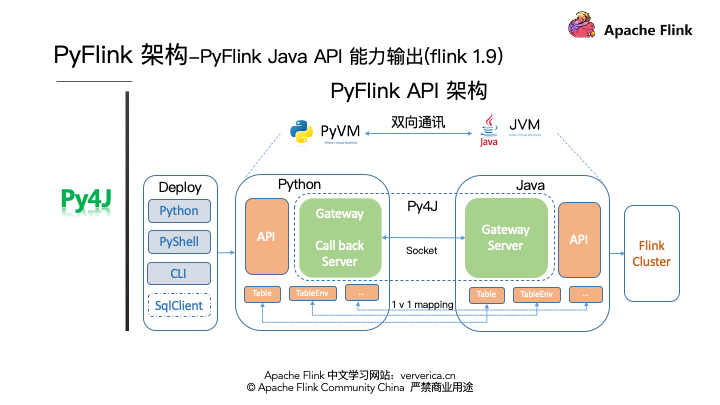 Apache Flink
PyFlink 架构-PyFlink Java API 能力输出(flink 1.9)
PyFlink API 架构
PyVM
Python Virtual Machine
双向通讯
Java
JVM
Java Virtual Machine
Py4J
Deploy
Python
PyShell
CLI
SqlClient
Python
API
Gateway
Call back
Server
Py4J
Socket
Java
Gateway
Server
API
Flink
Cluster
Table
TableEnv
...
1 v 1 mapping
Table
TableEnv
...
Apache Flink 中文学习网站：ververica.cn
© Apache Flink Community China 严禁商业用途